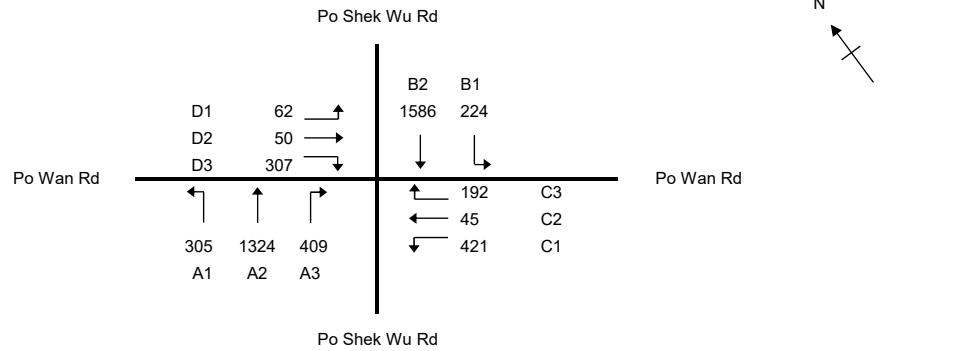 N
Po Shek Wu Rd
B2 B1
D1 62 1586 224
D2 50
D3 307
Po Wan Rd Po Wan Rd
192 C3
45 C2
305 1324 409 421 C1
A1 A2 A3
Po Shek Wu Rd